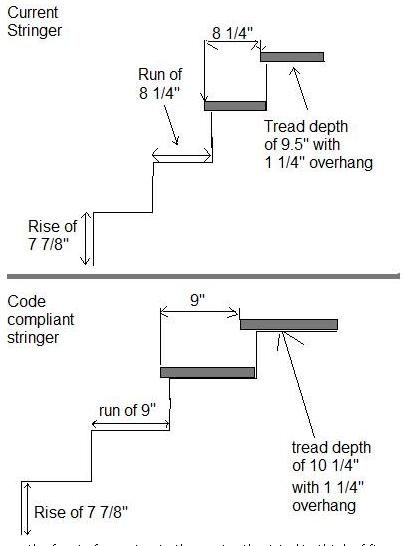 Current
Stringer
8 1/4"
Run of
8 1/4"
Tread depth
of 9.5" with
1 1/4" overhang
Rise of
7 7/8"
Code
compliant
stringer
9"
run of 9"
tread depth
of 10 1/4"
with 1 1/4"
overhang
Rise of 7 7/8"